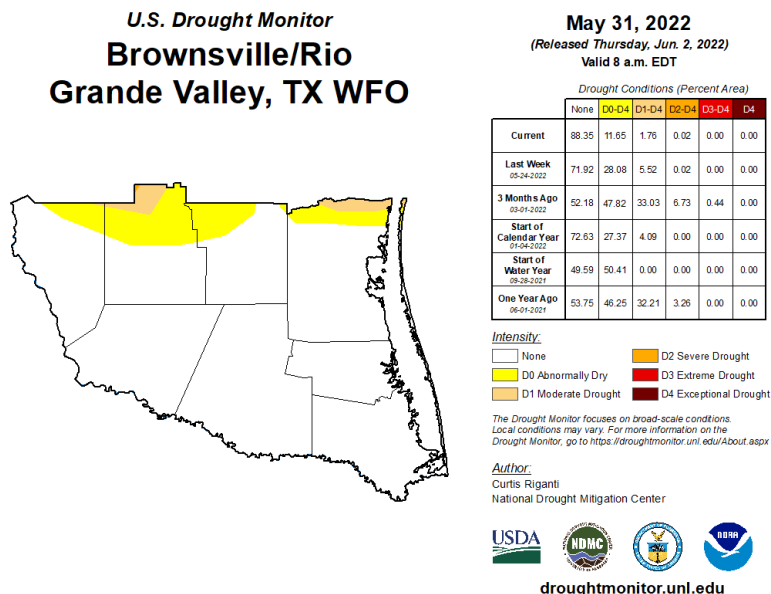 U.S. Drought Monitor
Brownsville/Rio
Grande Valley, TX WFO
May 31, 2022
(Released Thursday, Jun. 2, 2022)
Valid 8 a.m. EDT
Drought Conditions (Percent Area)
None D0-D4 D1-D4 D2-D4 D3-D4 D4
Current 88.35 11.65 1.76 0.02 0.00 0.00
Last Week
05-24-2022 71.92 28.08 5.52 0.02 0.00 0.00
3 Months Ago
03-01-2022 52.18 47.82 33.03 6.73 0.44 0.00
Start of
Calendar Year
01-04-2022 72.63 27.37 4.09 0.00 0.00 0.00
Start of
Water Year
09-28-2021 49.59 50.41 0.00 0.00 0.00 0.00
One Year Ago
06-01-2021 53.75 46.25 32.21 3.26 0.00 0.00
Intensity:
None
D0 Abnormally Dry
D1 Moderate Drought
D2 Severe Drought
D3 Extreme Drought
D4 Exceptional Drought
The Drought Monitor focuses on broad-scale conditions.
Local conditions may vary. For more information on the
Drought Monitor, go to https://droughtmonitor.unl.edu/About.aspx
Author:
Curtis Riganti
National Drought Mitigation Center
USDA
NDMC
NOAA
droughtmonitor.unl.edu